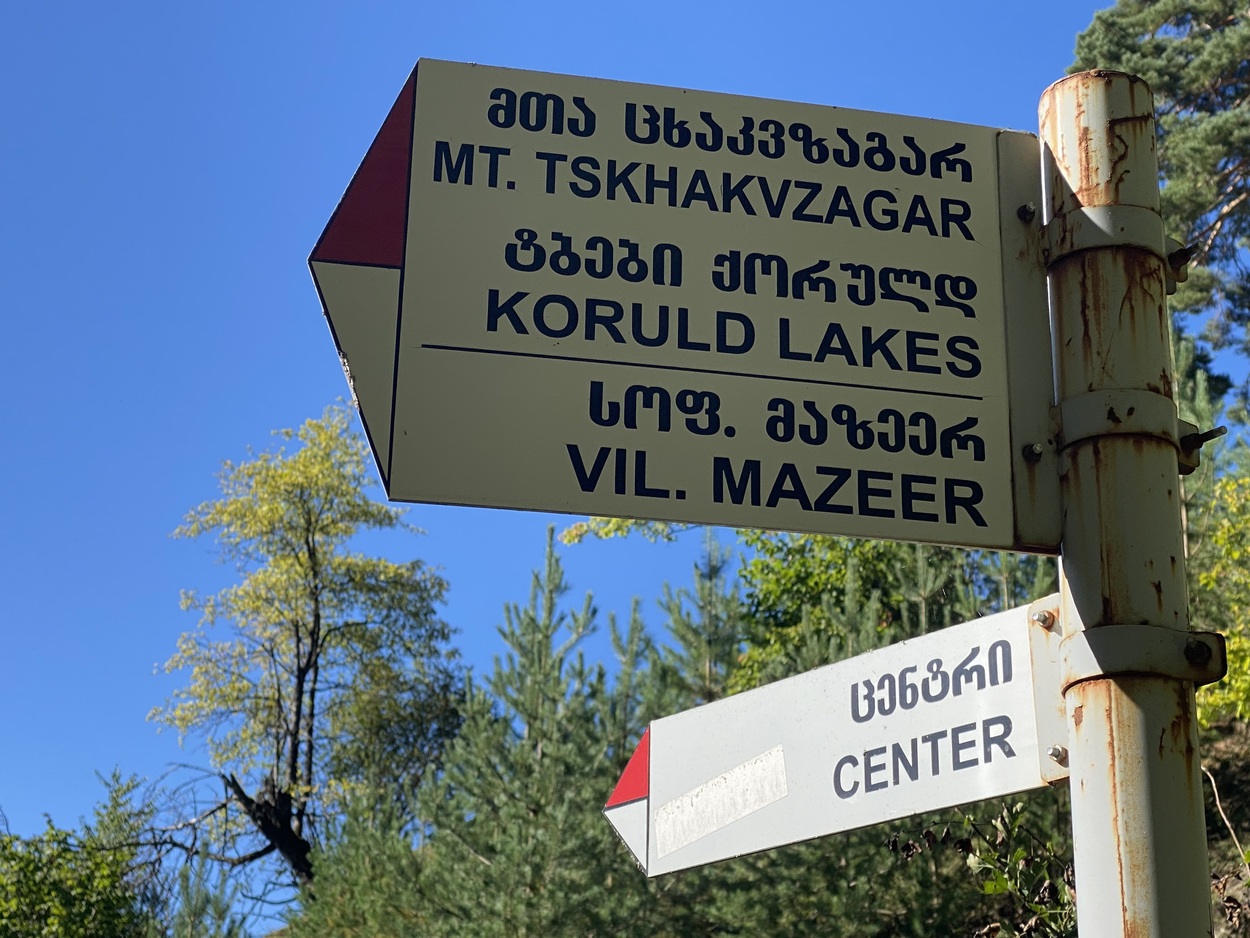 მთა ცხაკვზაგარ
MT. TSKHAKVZAGAR
ტბები ქორულდ
KORULD LAKES
სოფ. მაზეერ
VIL. MAZEER
ცენტრი
CENTER